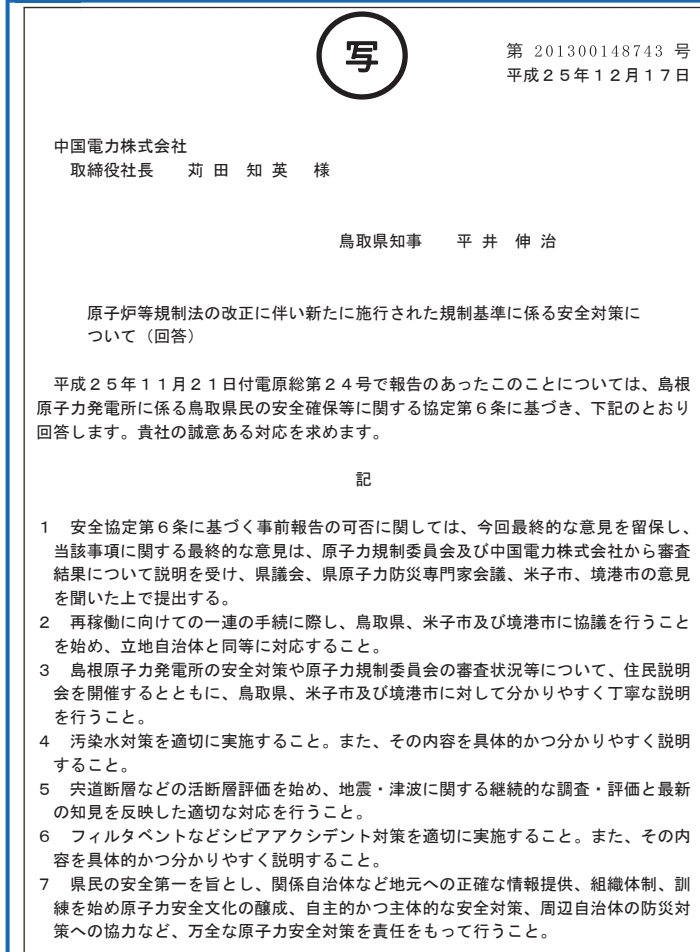 写
第 201300148743 号
平成２５年１２月１７日
中国電力株式会社
取締役社長　苅 田 知 英　様
鳥取県知事　平 井 伸 治
原子炉等規制法の改正に伴い新たに施行された規制基準に係る安全対策に
ついて（回答）
平成２５年１１月２１日付電原総第２４号で報告のあったこのことについては、島根
原子力発電所に係る鳥取県民の安全確保等に関する協定第６条に基づき、下記のとおり
回答します。貴社の誠意ある対応を求めます。
記
１　安全協定第６条に基づく事前報告の可否に関しては、今回最終的な意見を留保し、
当該事項に関する最終的な意見は、原子力規制委員会及び中国電力株式会社から審査
結果について説明を受け、県議会、県原子力防災専門家会議、米子市、境港市の意見
を聞いた上で提出する。
２　再稼働に向けての一連の手続に際し、鳥取県、米子市及び境港市に協議を行うこと
を始め、立地自治体と同等に対応すること。
３　島根原子力発電所の安全対策や原子力規制委員会の審査状況等について、住民説明
会を開催するとともに、鳥取県、米子市及び境港市に対して分かりやすく丁寧な説明
を行うこと。
４　汚染水対策を適切に実施すること。また、その内容を具体的かつ分かりやすく説明
すること。
５　宍道断層などの活断層評価を始め、地震・津波に関する継続的な調査・評価と最新
の知見を反映した適切な対応を行うこと。
６　フィルタベントなどシビアアクシデント対策を適切に実施すること。また、その内
容を具体的かつ分かりやすく説明すること。
７　県民の安全第一を旨とし、関係自治体など地元への正確な情報提供、組織体制、訓
練を始め原子力安全文化の醸成、自主的かつ主体的な安全対策、周辺自治体の防災対
策への協力など、万全な原子力安全対策を責任をもって行うこと。